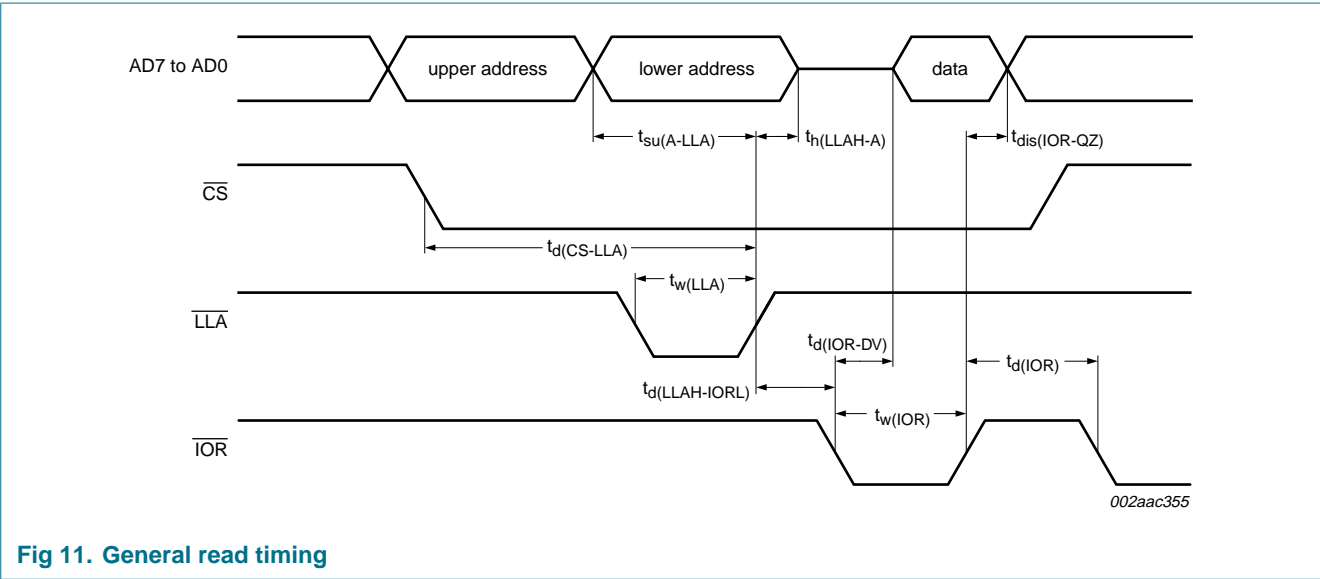 AD7 to AD0
upper address
lower address
data
tsu(A-LLA)
th(LLAH-A)
tdis(IOR-QZ)
CS
td(CS-LLA)
tw(LLA)
LLA
td(IOR-DV)
td(IOR)
td(LLAH-IORL)
tw(IOR)
IOR
002aac355
Fig 11. General read timing